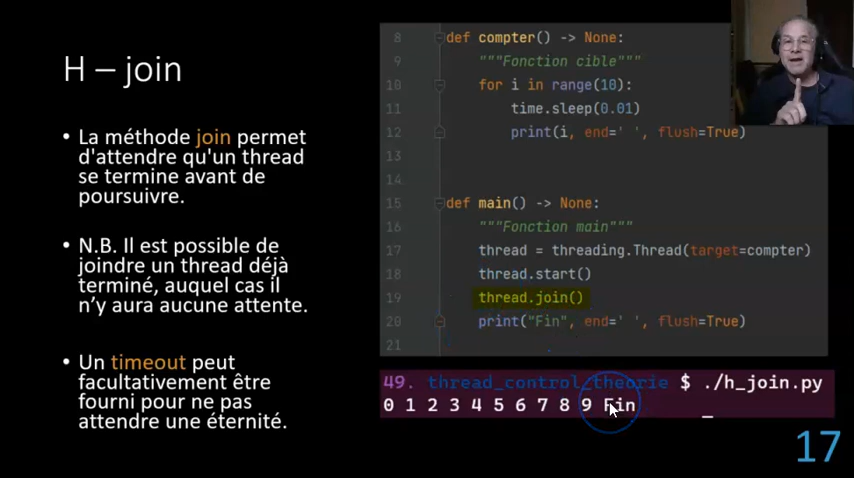 H – join
• La méthode join permet
d'attendre qu'un thread
se termine avant de
poursuivre.
• N.B. Il est possible de
joindre un thread déjà
terminé, auquel cas il
n'y aura aucune attente.
• Un timeout peut
facultativement être
fourni pour ne pas
attendre une éternité.
8 def compter() -> None:
9 """Fonction cible"""
10 for i in range(10):
11 time.sleep(0.01)
12 print(i, end=' ', flush=True)
13
14
15 def main() -> None:
16 """Fonction main"""
17 thread = threading.Thread(target=compter)
18 thread.start()
19 thread.join()
20 print("Fin", end=' ', flush=True)
21
49. thread_control_theorie $ ./h_join.py
0 1 2 3 4 5 6 7 8 9 Fin _
17